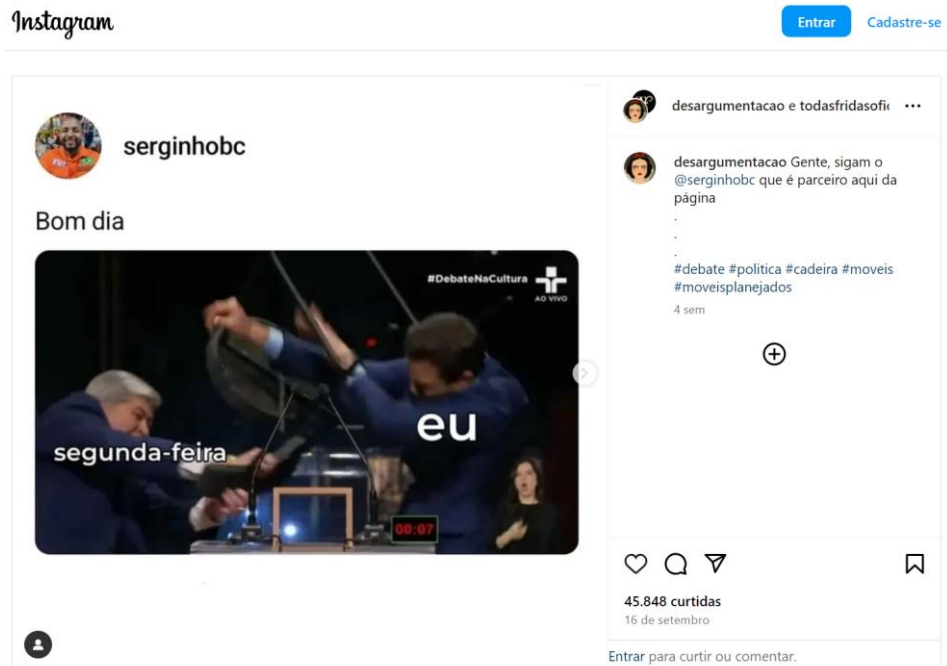 Instagram
Entrar
Cadastre-se
serginhobc
Bom dia
#DebateNaCultura
AO VIVO
segunda-feira
eu
00:07
desargumentacao e todasfridasofic
desargumentacao Gente, sigam o
@serginhobc que é parceiro aqui da
página
.
.
.
#debate #politica #cadeira #moveis
#moveisplanejados
4 sem
45.848 curtidas
16 de setembro
Entrar para curtir ou comentar.